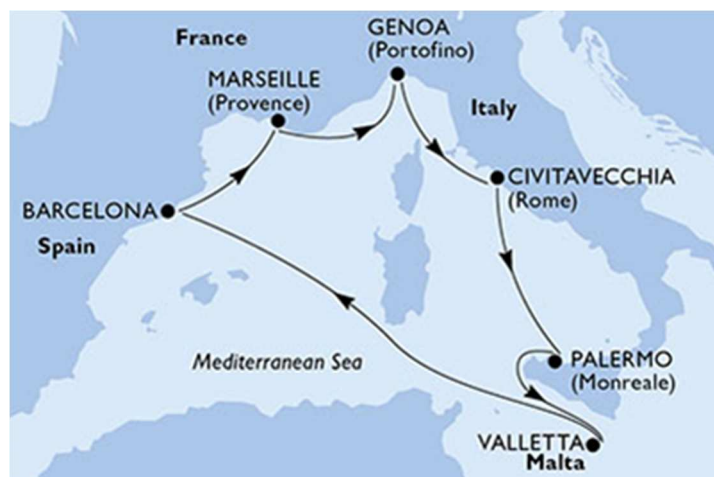 France
GENOA
(Portofino)
MARSEILLE
(Provence)
Italy
CIVITAVECCHIA
(Rome)
BARCELONA
Spain
Mediterranean Sea
PALERMO
(Monreale)
VALLETTA
Malta